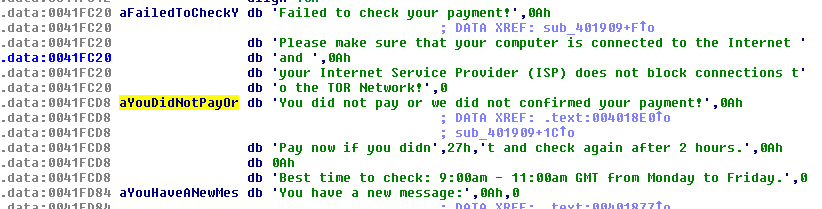 .data:0041FC20 aFailedToCheckY db 'Failed to check your payment!',0Ah
.data:0041FC20 ; DATA XREF: sub_401909+F↑o
.data:0041FC20 db 'Please make sure that your computer is connected to the Internet '
.data:0041FC20 db 'and ',0Ah
.data:0041FC20 db 'your Internet Service Provider (ISP) does not block connections t'
.data:0041FC20 db 'o the TOR Network!',0
.data:0041FCD8 aYouDidNotPayOr db 'You did not pay or we did not confirmed your payment!',0Ah
.data:0041FCD8 ; DATA XREF: .text:004018E0↑o
.data:0041FCD8 ; sub_401909+1C↑o
.data:0041FCD8 db 'Pay now if you didn',27h,'t and check again after 2 hours.',0Ah
.data:0041FCD8 db 0Ah
.data:0041FCD8 db 'Best time to check: 9:00am - 11:00am GMT from Monday to Friday.',0
.data:0041FD84 aYouHaveANewMes db 'You have a new message:',0Ah,0
.data:0041FD84 ; DATA XREF: .text:00401877↑o